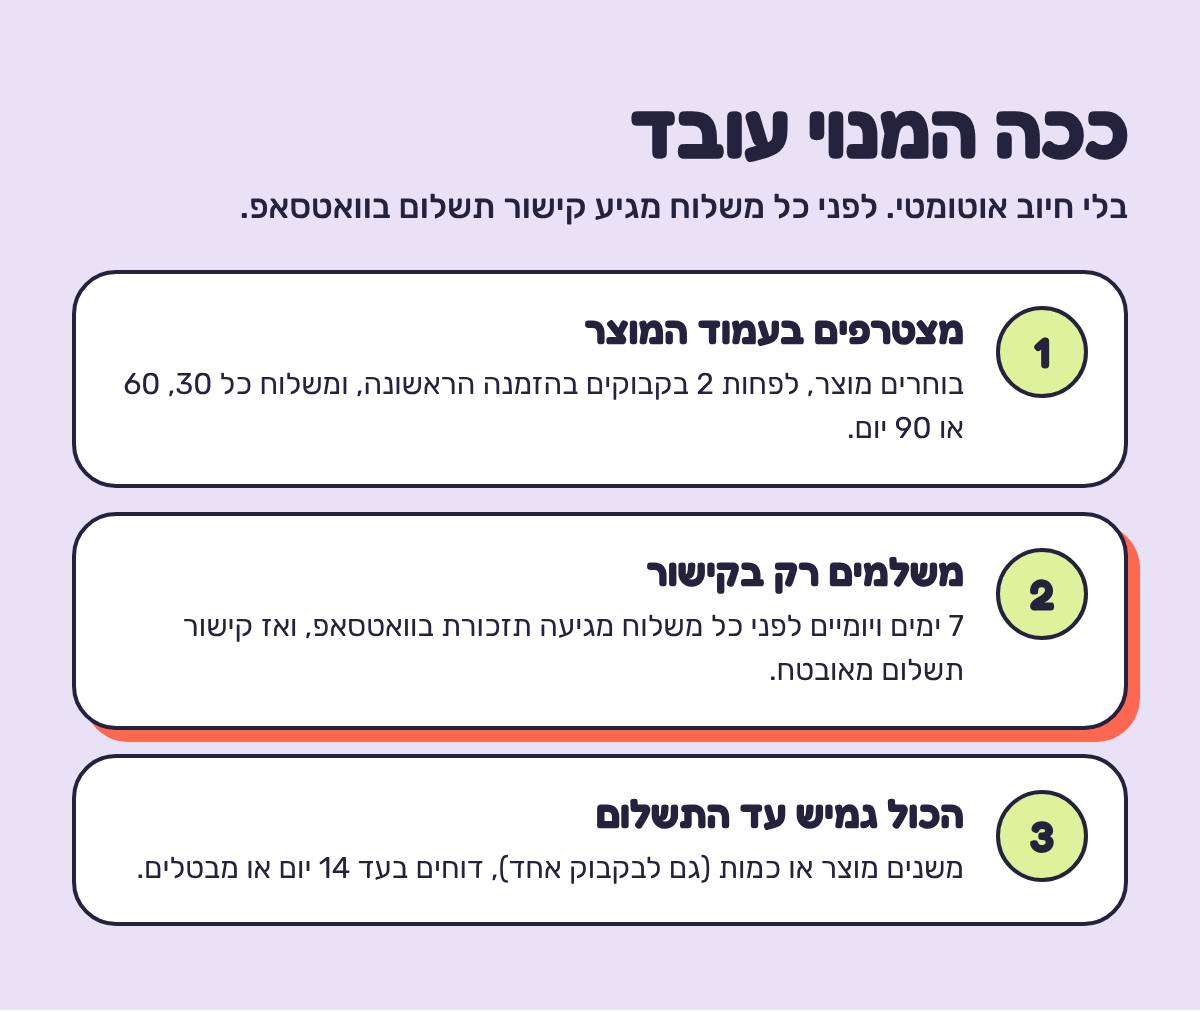 ככה המנוי עובד
בלי חיוב אוטומטי. לפני כל משלוח מגיע קישור תשלום בוואטסאפ.
1
מצטרפים בעמוד המוצר
בוחרים מוצר, לפחות 2 בקבוקים בהזמנה הראשונה, ומשלוח כל 30, 60
או 90 יום.
2
משלמים רק בקישור
7 ימים ויומיים לפני כל משלוח מגיעה תזכורת בוואטסאפ, ואז קישור
תשלום מאובטח.
3
הכול גמיש עד התשלום
משנים מוצר או כמות (גם לבקבוק אחד), דוחים בעד 14 יום או מבטלים.